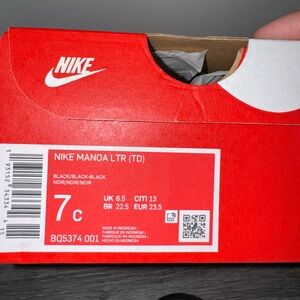 NIKE
NIKE MANOA LTR (TD)
BLACK/BLACK-BLACK
NOIR/NOIR/NOIR
7c
UK 6.5 cm 13
BR 22.5 EUR 23.5
BQ5374 001
MADE IN INDONESIA
FABRIQUÉ EN INDONÉSIE
FABRICADO EN INDONESIA